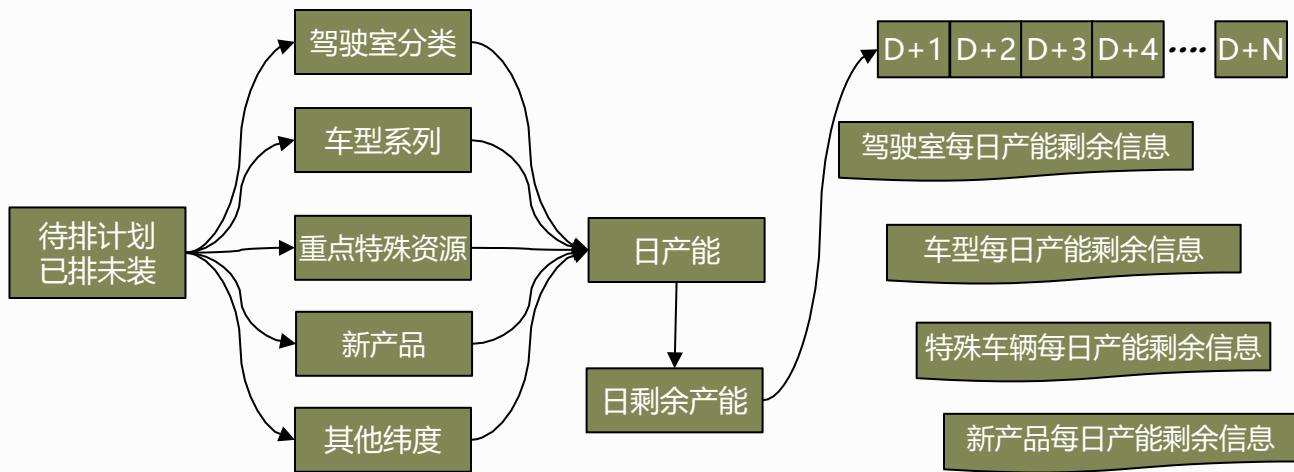 待排计划
已排未装
驾驶室分类
车型系列
重点特殊资源
新产品
其他纬度
日产能
日剩余产能
D+1 D+2 D+3 D+4 ···· D+N
驾驶室每日产能剩余信息
车型每日产能剩余信息
特殊车辆每日产能剩余信息
新产品每日产能剩余信息